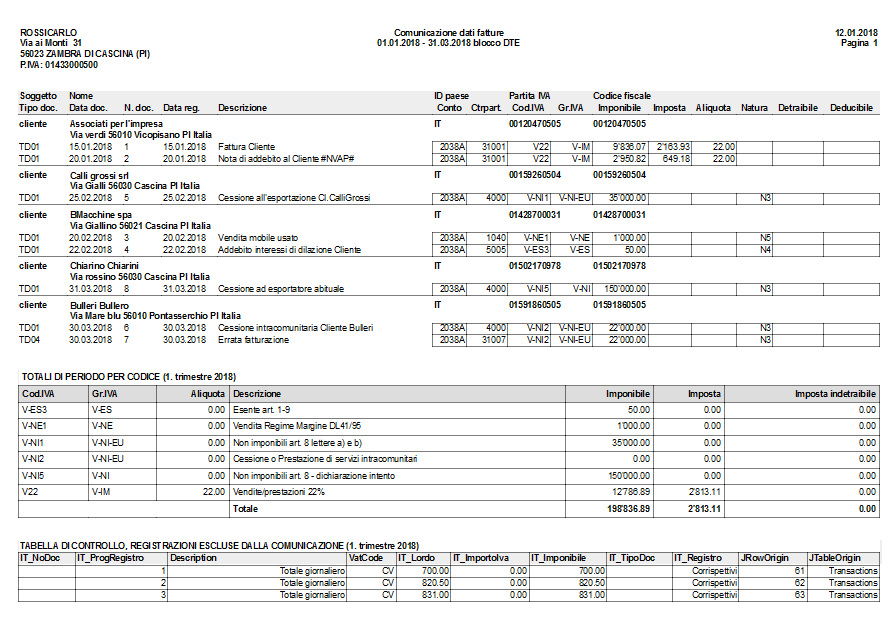 ROSSICARLO Comunicazione dati fatture 12.01.2018
Via ai Monti 31 01.01.2018 - 31.03.2018 blocco DTE Pagina 1
56023 ZAMBRA DI CASCINA (PI)
P.IVA: 01433000500
Soggetto Nome ID paese Partita IVA Codice fiscale
Tipo doc. Data doc. N. doc. Data reg. Descrizione Conto Ctrpart. Cod.IVA Gr.IVA Imponibile Imposta Aliquota Natura Detraibile Deducibile
cliente Associati per l'impresa IT 00120470505 00120470505
Via verdi 56010 Vicopisano PI Italia
TD01 15.01.2018 1 15.01.2018 Fattura Cliente 2038A 31001 V22 V-IM 9'836.07 2'163.93 22.00
TD01 20.01.2018 2 20.01.2018 Nota di addebito al Cliente #NVAP# 2038A 31001 V22 V-IM 2'950.82 649.18 22.00
cliente Calli grossi srl IT 00159260504 00159260504
Via Gialli 56030 Cascina PI Italia
TD01 25.02.2018 5 25.02.2018 Cessione all'esportazione Cl.CalliGrossi 2038A 4000 V-NI1 V-NI-EU 35'000.00 N3
cliente BMacchine spa IT 01428700031 01428700031
Via Giallino 56021 Cascina PI Italia
TD01 20.02.2018 3 20.02.2018 Vendita mobile usato 2038A 1040 V-NE1 V-NE 1'000.00 N5
TD01 22.02.2018 4 22.02.2018 Addebito interessi di dilazione Cliente 2038A 5005 V-ES3 V-ES 50.00 N4
cliente Chiarino Chiarini IT 01502170978 01502170978
Via rossino 56030 Cascina PI Italia
TD01 31.03.2018 8 31.03.2018 Cessione ad esportatore abituale 2038A 4000 V-NI5 V-NI 150'000.00 N3
cliente Bulleri Bullero IT 01591860505 01591860505
Via Mare blu 56010 Pontasserchio PI Italia
TD01 30.03.2018 6 30.03.2018 Cessione intracomunitaria Cliente Bulleri 2038A 4000 V-NI2 V-NI-EU 22'000.00 N3
TD04 30.03.2018 7 30.03.2018 Errata fatturazione 2038A 31007 V-NI2 V-NI-EU 22'000.00 N3
TOTALI DI PERIODO PER CODICE (1. trimestre 2018)
Cod.IVA Gr.IVA Aliquota Descrizione Imponibile Imposta Imposta indetraibile
V-ES3 V-ES 0.00 Esente art. 1-9 50.00 0.00 0.00
V-NE1 V-NE 0.00 Vendita Regime Margine DL41/95 1'000.00 0.00 0.00
V-NI1 V-NI-EU 0.00 Non imponibili art. 8 lettere a) e b) 35'000.00 0.00 0.00
V-NI2 V-NI-EU 0.00 Cessione o Prestazione di servizi intracomunitari 0.00 0.00 0.00
V-NI5 V-NI 0.00 Non imponibili art. 8 - dichiarazione intento 150'000.00 0.00 0.00
V22 V-IM 22.00 Vendite/prestazioni 22% 12'786.89 2'813.11 0.00
Totale 198'836.89 2'813.11 0.00
TABELLA DI CONTROLLO, REGISTRAZIONI ESCLUSE DALLA COMUNICAZIONE (1. trimestre 2018)
IT_NoDoc IT_ProgRegistro Description VatCode IT_Lordo IT_ImportoIva IT_Imponibile IT_TipoDoc IT_Registro JRowOrigin JTableOrigin
1 Totale giornaliero CV 700.00 0.00 700.00 Corrispettivi 61 Transactions
2 Totale giornaliero CV 820.50 0.00 820.50 Corrispettivi 62 Transactions
3 Totale giornaliero CV 831.00 0.00 831.00 Corrispettivi 63 Transactions